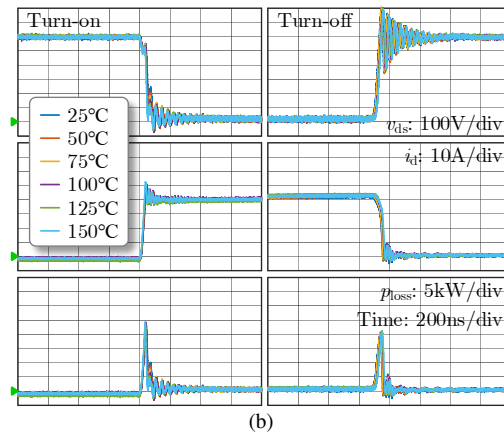 Turn-on
Turn-off
25℃
50℃
75℃
100℃
125℃
150℃
v_ds: 100V/div
i_d: 10A/div
p_loss: 5kW/div
Time: 200ns/div
(b)